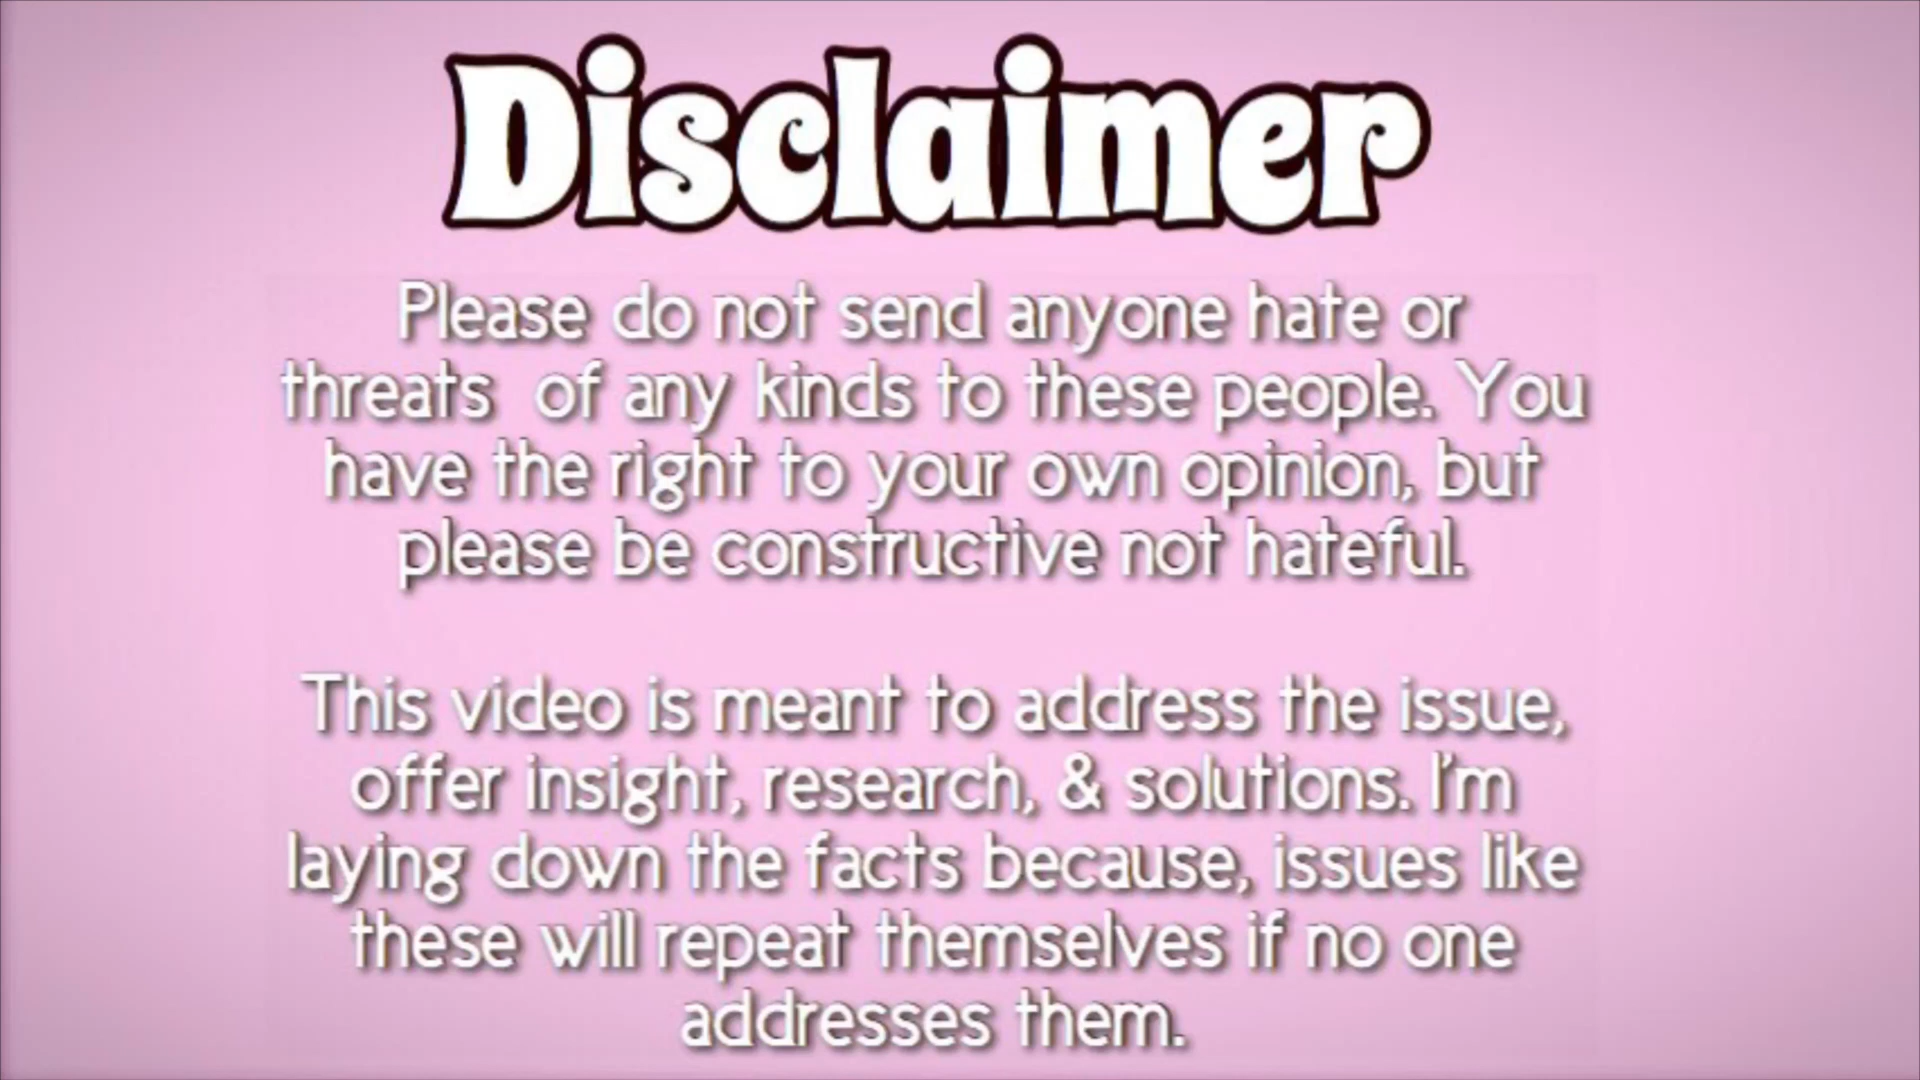 Disclaimer
Please do not send anyone hate or
threats  of any kinds to these people. You
have the right to your own opinion, but
please be constructive not hateful.
This video is meant to address the issue,
offer insight, research, & solutions. I'm
laying down the facts because, issues like
these will repeat themselves if no one
addresses them.